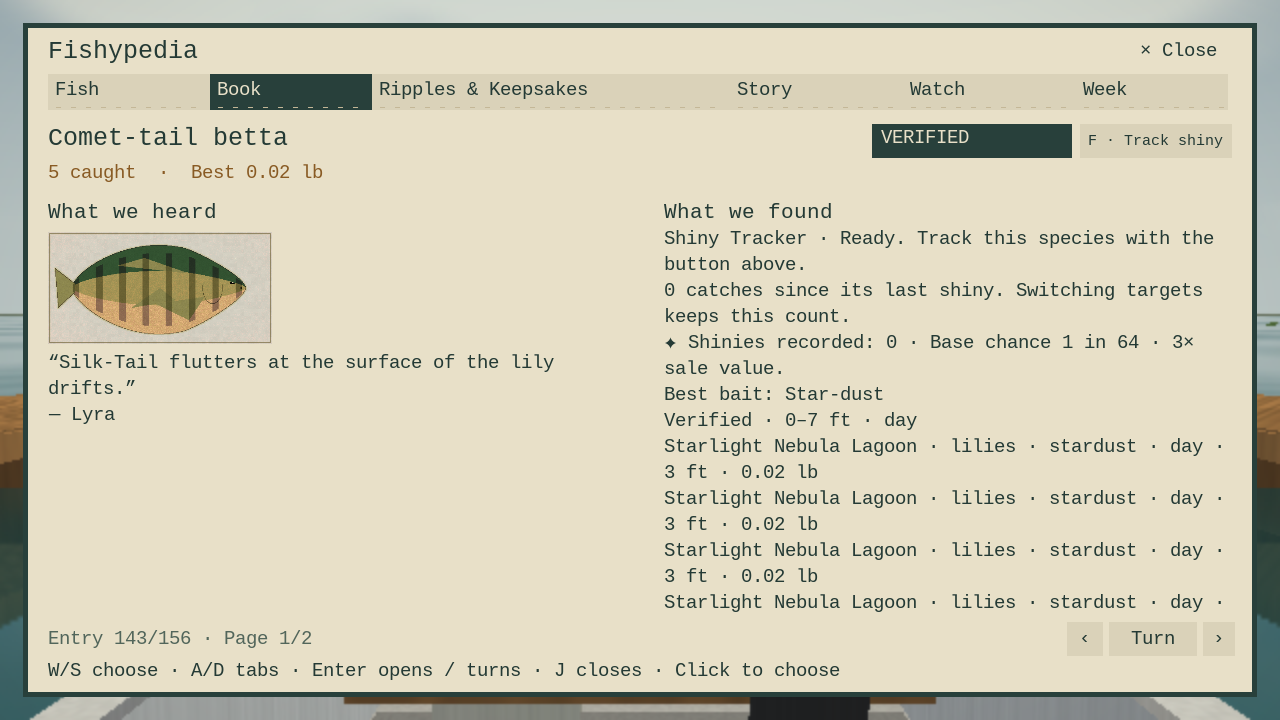 Fishypedia
× Close
Fish
Book
Ripples & Keepsakes
Story
Watch
Week
Comet-tail betta
VERIFIED
F · Track shiny
5 caught · Best 0.02 lb
What we heard
“Silk-Tail flutters at the surface of the lily
drifts.”
— Lyra
What we found
Shiny Tracker · Ready. Track this species with the
button above.
0 catches since its last shiny. Switching targets
keeps this count.
✦ Shinies recorded: 0 · Base chance 1 in 64 · 3×
sale value.
Best bait: Star-dust
Verified · 0–7 ft · day
Starlight Nebula Lagoon · lilies · stardust · day ·
3 ft · 0.02 lb
Starlight Nebula Lagoon · lilies · stardust · day ·
3 ft · 0.02 lb
Starlight Nebula Lagoon · lilies · stardust · day ·
3 ft · 0.02 lb
Starlight Nebula Lagoon · lilies · stardust · day ·
Entry 143/156 · Page 1/2
‹ Turn ›
W/S choose · A/D tabs · Enter opens / turns · J closes · Click to choose